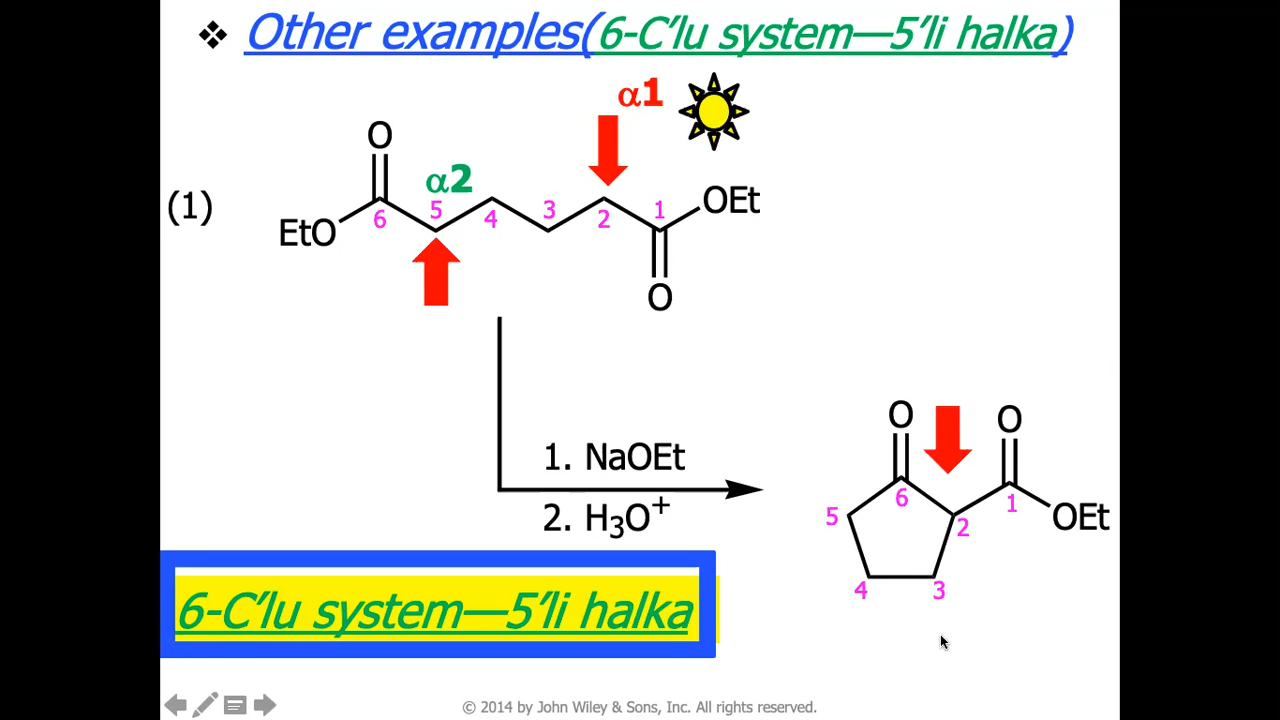 ❖ Other examples(6-C'lu system—5'li halka)
α1
O
α2
(1)
EtO 6 5 4 3 2 1 OEt
O
1. NaOEt
2. H₃O⁺
O O
6 1
5 2 OEt
4 3
6-C'lu system—5'li halka
© 2014 by John Wiley & Sons, Inc. All rights reserved.